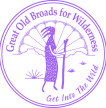 Great Old Broads for Wilderness
Get Into The Wild